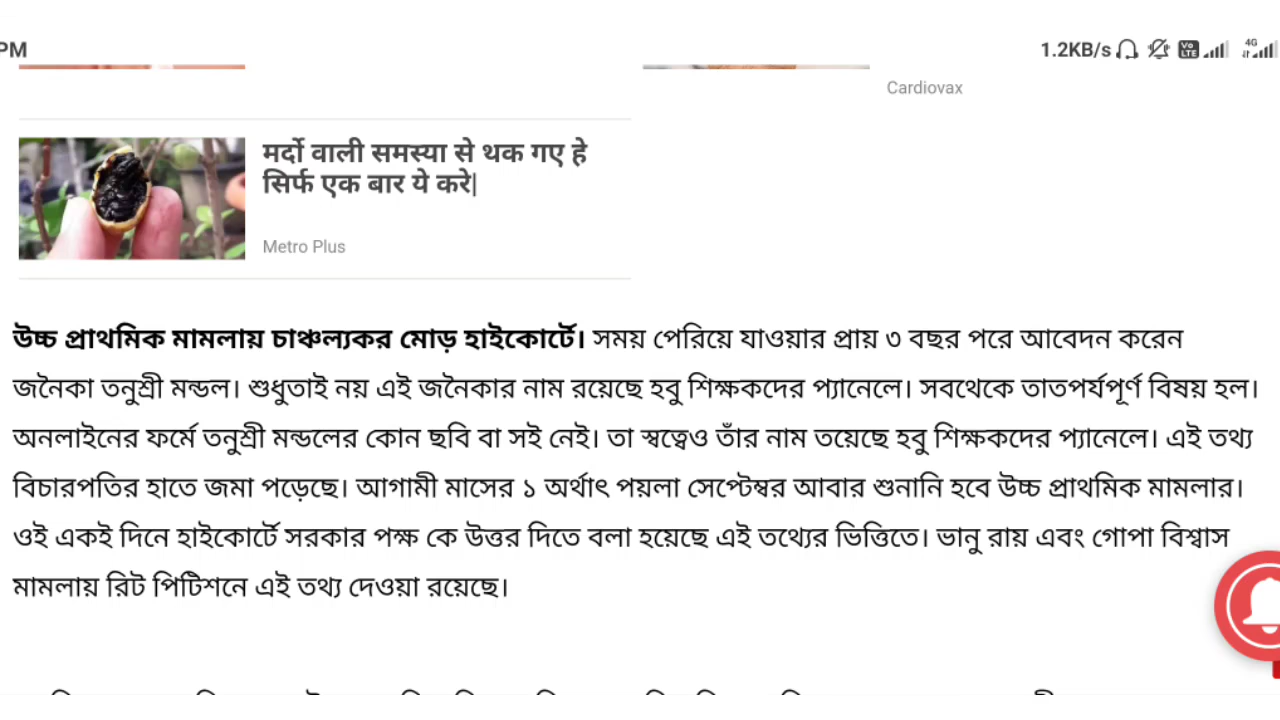 PM
1.2KB/s
Vo LTE
4G
Cardiovax
मर्दो वाली समस्या से थक गए हे
सिर्फ एक बार ये करे|
Metro Plus
উচ্চ প্রাথমিক মামলায় চাঞ্চল্যকর মোড় হাইকোর্টে। সময় পেরিয়ে যাওয়ার প্রায় ৩ বছর পরে আবেদন করেন
জনৈকা তনুশ্রী মন্ডল। শুধুতাই নয় এই জনৈকার নাম রয়েছে হবু শিক্ষকদের প্যানেলে। সবথেকে তাতপর্যপূর্ণ বিষয় হল।
অনলাইনের ফর্মে তনুশ্রী মন্ডলের কোন ছবি বা সই নেই। তা স্বত্বেও তাঁর নাম তয়েছে হবু শিক্ষকদের প্যানেলে। এই তথ্য
বিচারপতির হাতে জমা পড়েছে। আগামী মাসের ১ অর্থাৎ পয়লা সেপ্টেম্বর আবার শুনানি হবে উচ্চ প্রাথমিক মামলার।
ওই একই দিনে হাইকোর্টে সরকার পক্ষ কে উত্তর দিতে বলা হয়েছে এই তথ্যের ভিত্তিতে। ভানু রায় এবং গোপা বিশ্বাস
মামলায় রিট পিটিশনে এই তথ্য দেওয়া রয়েছে।